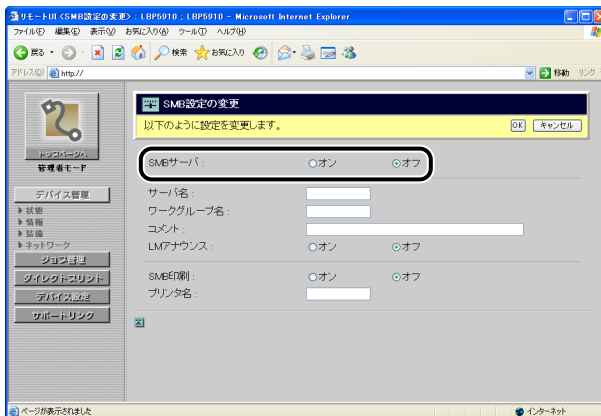 リモートUI <SMB設定の変更> : LBP5910 ; LBP5910 - Microsoft Internet Explorer
ファイル(F) 編集(E) 表示(V) お気に入り(A) ツール(T) ヘルプ(H)
戻る 検索 お気に入り
アドレス(D) http:// 移動 リンク
SMB設定の変更
以下のように設定を変更します。 OK キャンセル
トップページへ
管理者モード
デバイス管理
状態
情報
装備
ネットワーク
ジョブ管理
ダイレクトプリント
デバイス設定
サポートリンク
SMBサーバ : オン オフ
サーバ名 :
ワークグループ名 :
コメント :
LMアナウンス : オン オフ
SMB印刷 : オン オフ
プリンタ名 :
ページが表示されました インターネット